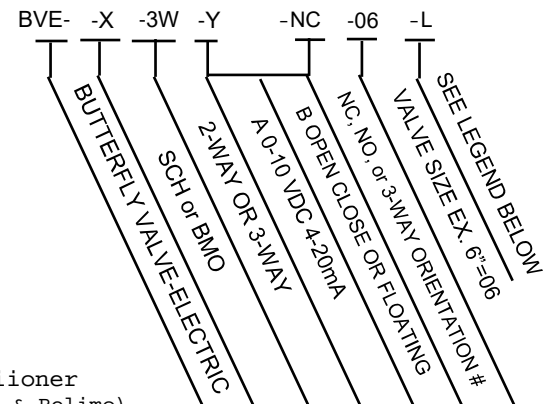 BVE- -X -3W -Y -NC -06 -L
BUTTERFLY VALVE-ELECTRIC
SCH or BMO
2-WAY OR 3-WAY
A 0-10 VDC 4-20mA
B OPEN CLOSE OR FLOATING
NC, NO, or 3-WAY ORIENTATION #
VALVE SIZE EX. 6"=06
SEE LEGEND BELOW
ioner
& Belimo)